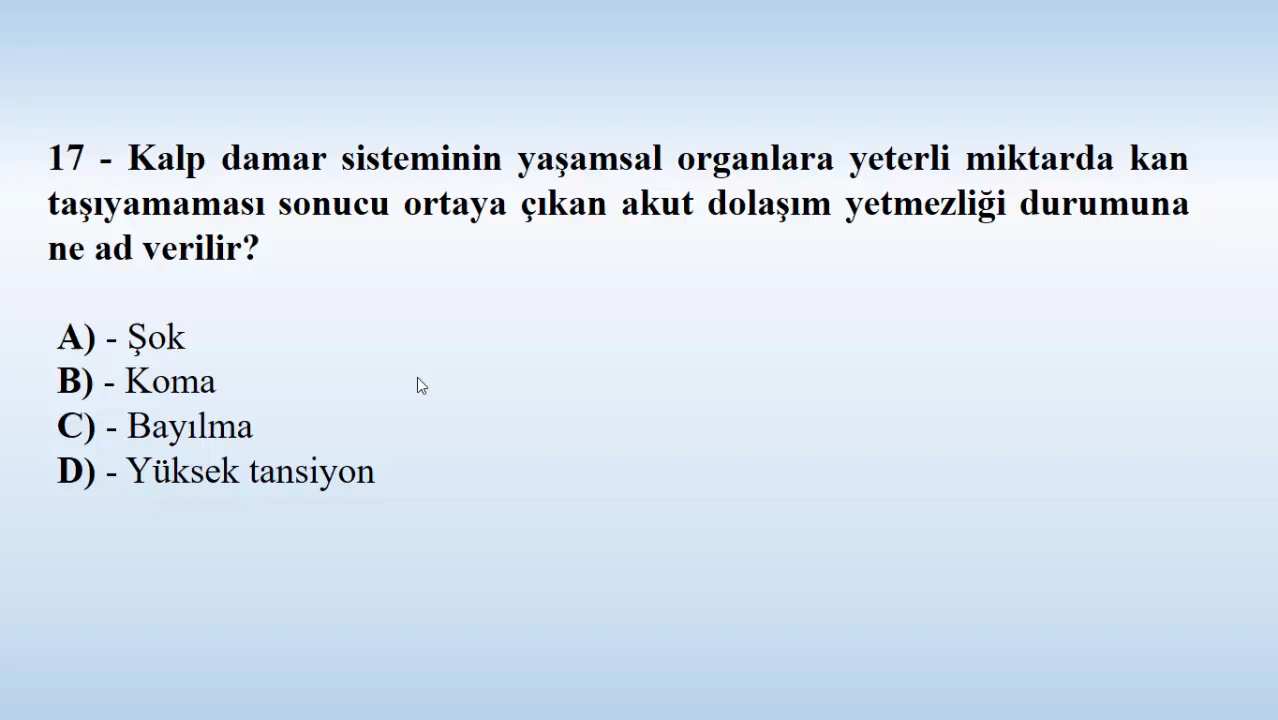 17 - Kalp damar sisteminin yaşamsal organlara yeterli miktarda kan
taşıyamaması sonucu ortaya çıkan akut dolaşım yetmezliği durumuna
ne ad verilir?
A) - Şok
B) - Koma
C) - Bayılma
D) - Yüksek tansiyon